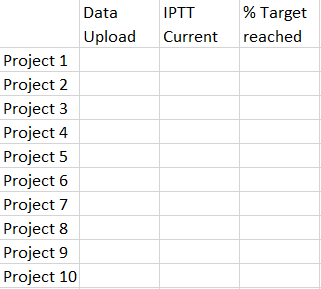 Data IPTT % Target
Upload Current reached
Project 1
Project 2
Project 3
Project 4
Project 5
Project 6
Project 7
Project 8
Project 9
Project 10